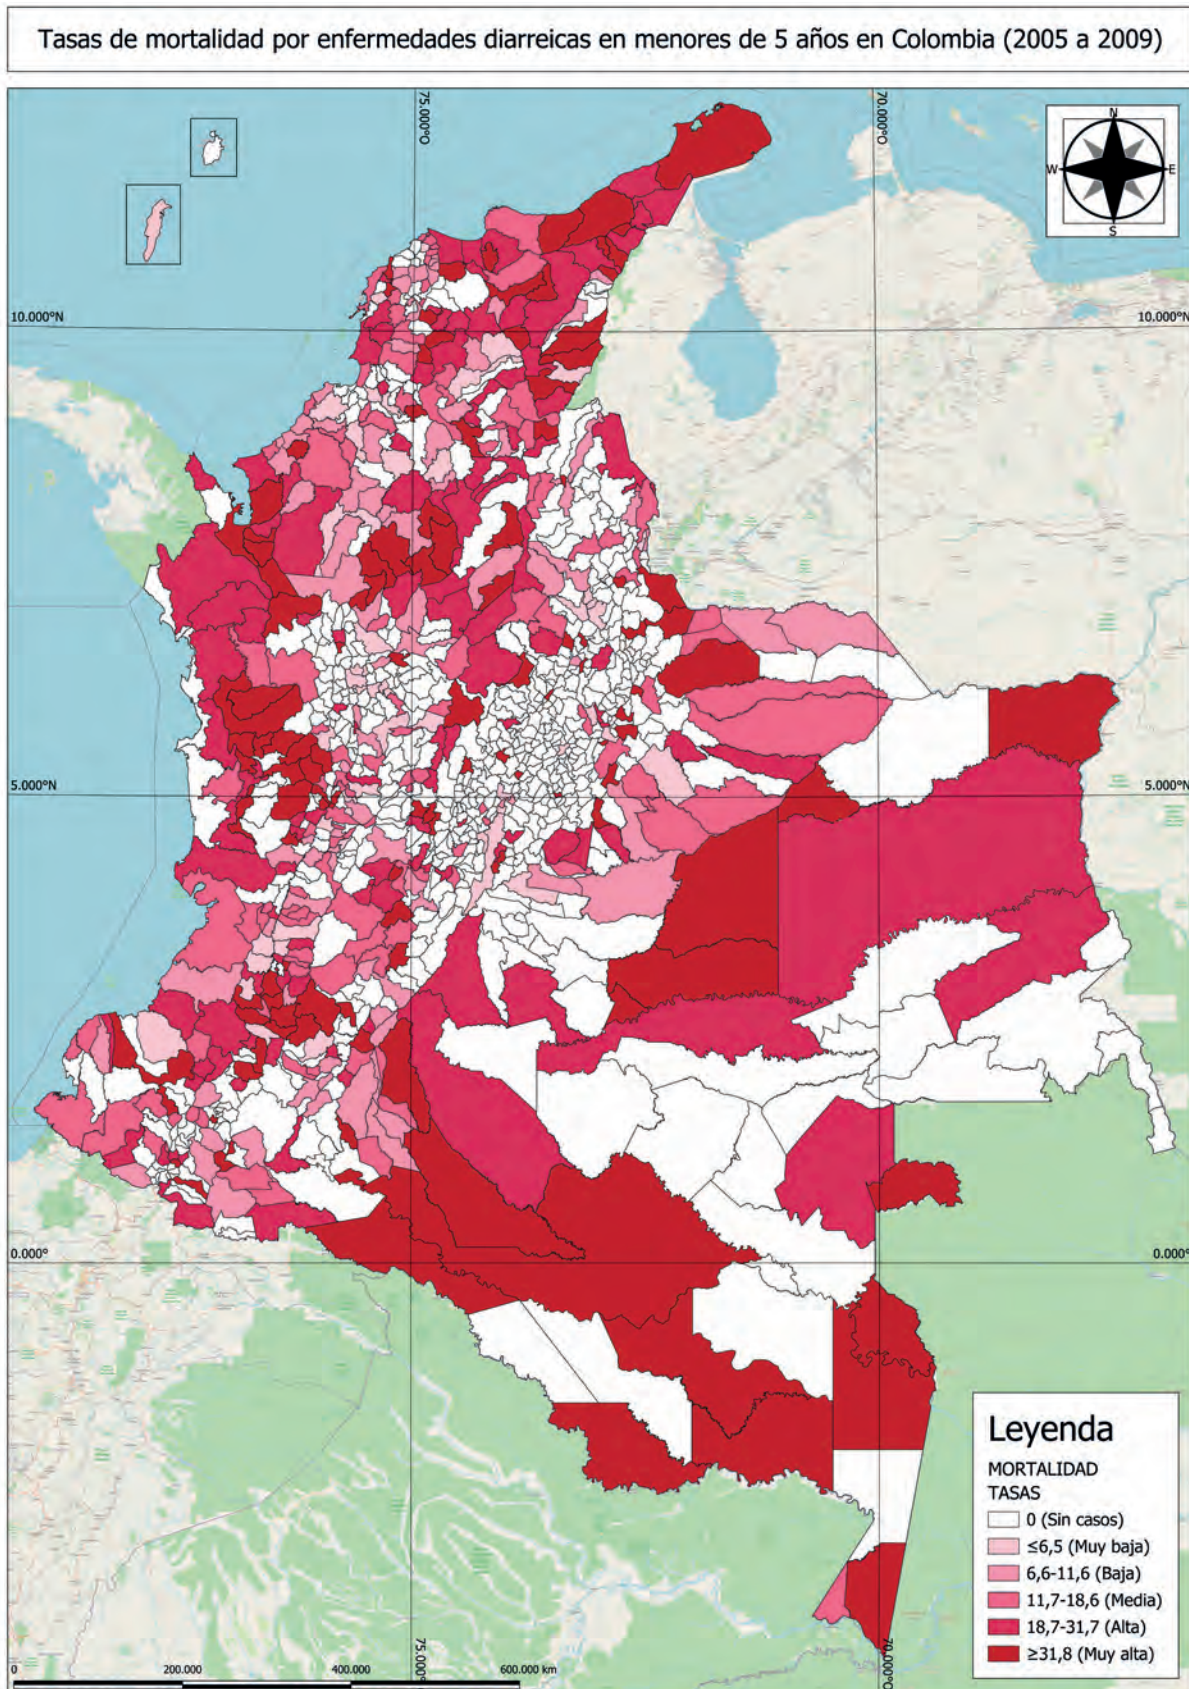 Tasas de mortalidad por enfermedades diarreicas en menores de 5 años en Colombia (2005 a 2009)
75.000°O
70.000°O
N
W
E
S
10.000°N
10.000°N
5.000°N
5.000°N
0.000°
0.000°
Leyenda
MORTALIDAD
TASAS
0 (Sin casos)
≤6,5 (Muy baja)
6,6-11,6 (Baja)
11,7-18,6 (Media)
18,7-31,7 (Alta)
≥31,8 (Muy alta)
75.000°O
70.000°O
0
200.000
400.000
600.000 km